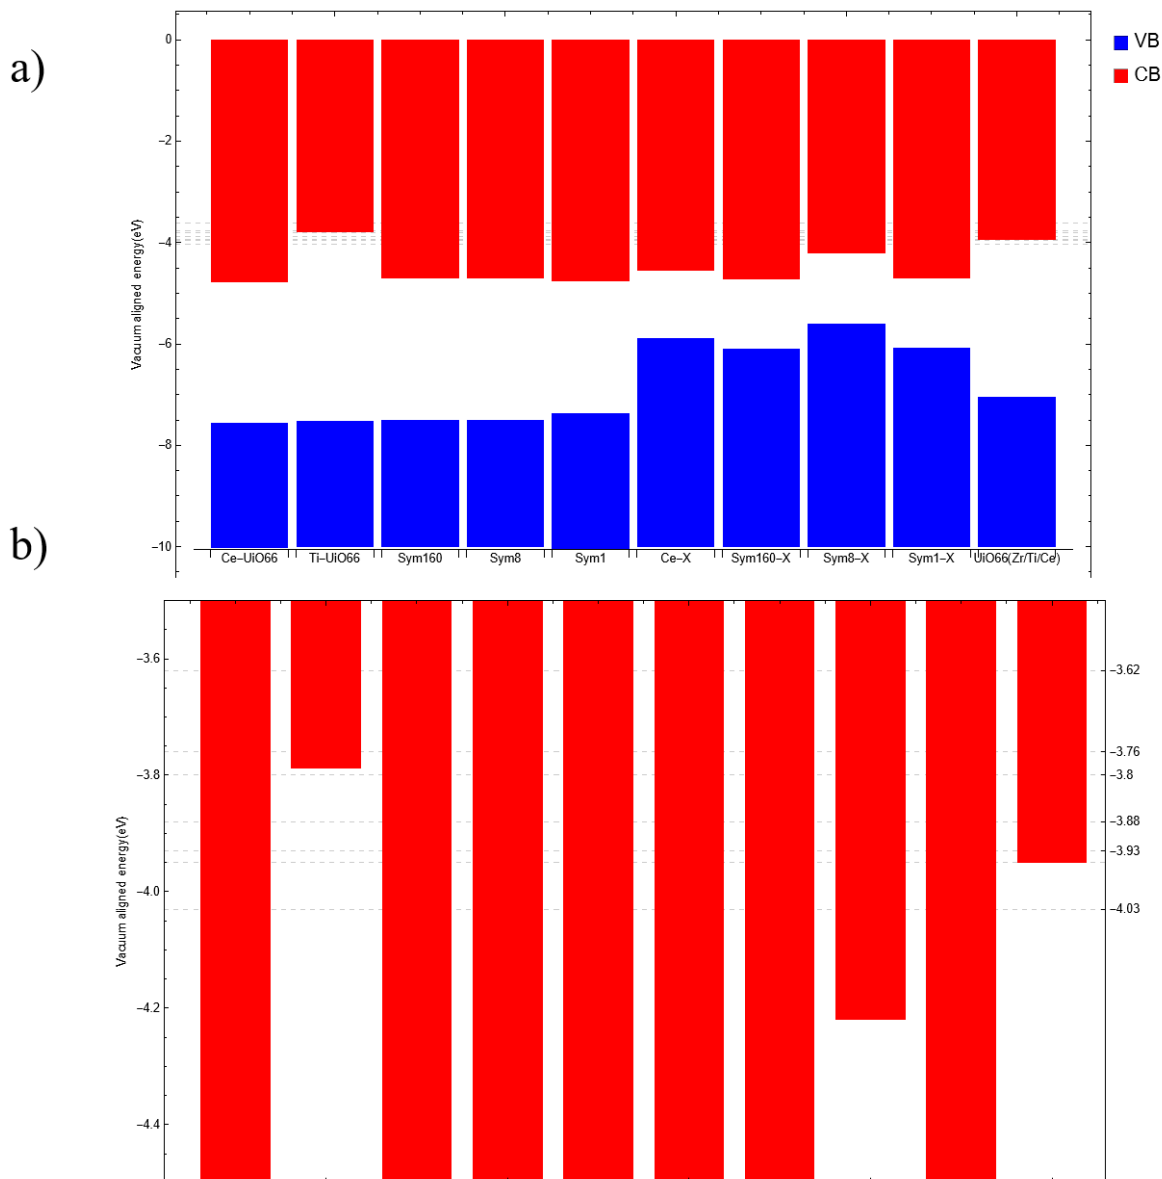 a)
VB
CB
Vacuum aligned energy(eV)
0
−2
−4
−6
−8
−10
Ce−UiO66 Ti−UiO66 Sym160 Sym8 Sym1 Ce−X Sym160−X Sym8−X Sym1−X UiO66(Zr/Ti/Ce)
b)
Vacuum aligned energy(eV)
−3.6
−3.8
−4.0
−4.2
−4.4
−3.62
−3.76
−3.8
−3.88
−3.93
−4.03